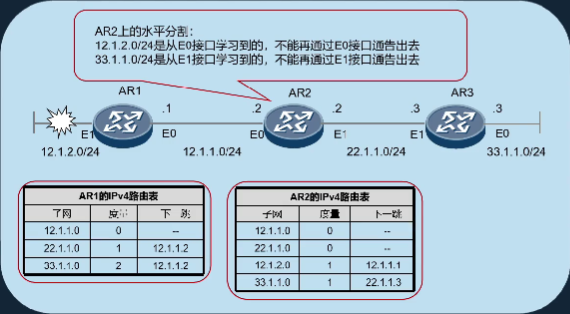 AR2上的水平分割：
12.1.2.0/24是从E0接口学习到的，不能再通过E0接口通告出去
33.1.1.0/24是从E1接口学习到的，不能再通过E1接口通告出去
AR1 AR2 AR3
.1 .2 .2 .3 .3
E1 E0 E0 E1 E1 E0
12.1.2.0/24 12.1.1.0/24 22.1.1.0/24 33.1.1.0/24
AR1的IPv4路由表
子网 度量 下一跳
12.1.1.0 0 --
22.1.1.0 1 12.1.1.2
33.1.1.0 2 12.1.1.2
AR2的IPv4路由表
子网 度量 下一跳
12.1.1.0 0 --
22.1.1.0 0 --
12.1.2.0 1 12.1.1.1
33.1.1.0 1 22.1.1.3